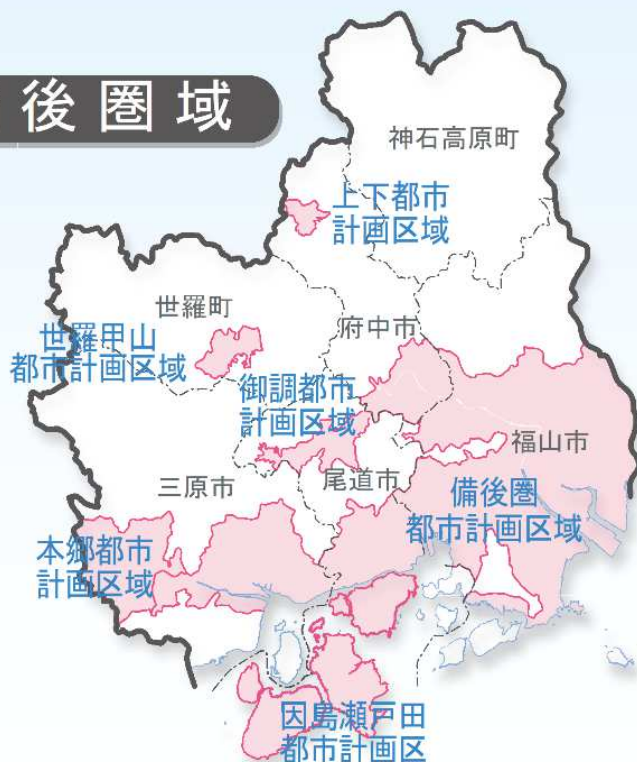 後圏域
神石高原町
上下都市
計画区域
世羅町
府中市
世羅甲山
都市計画区域
御調都市
計画区域
福山市
三原市
尾道市
備後圏
都市計画区域
本郷都市
計画区域
因島瀬戸田
都市計画区